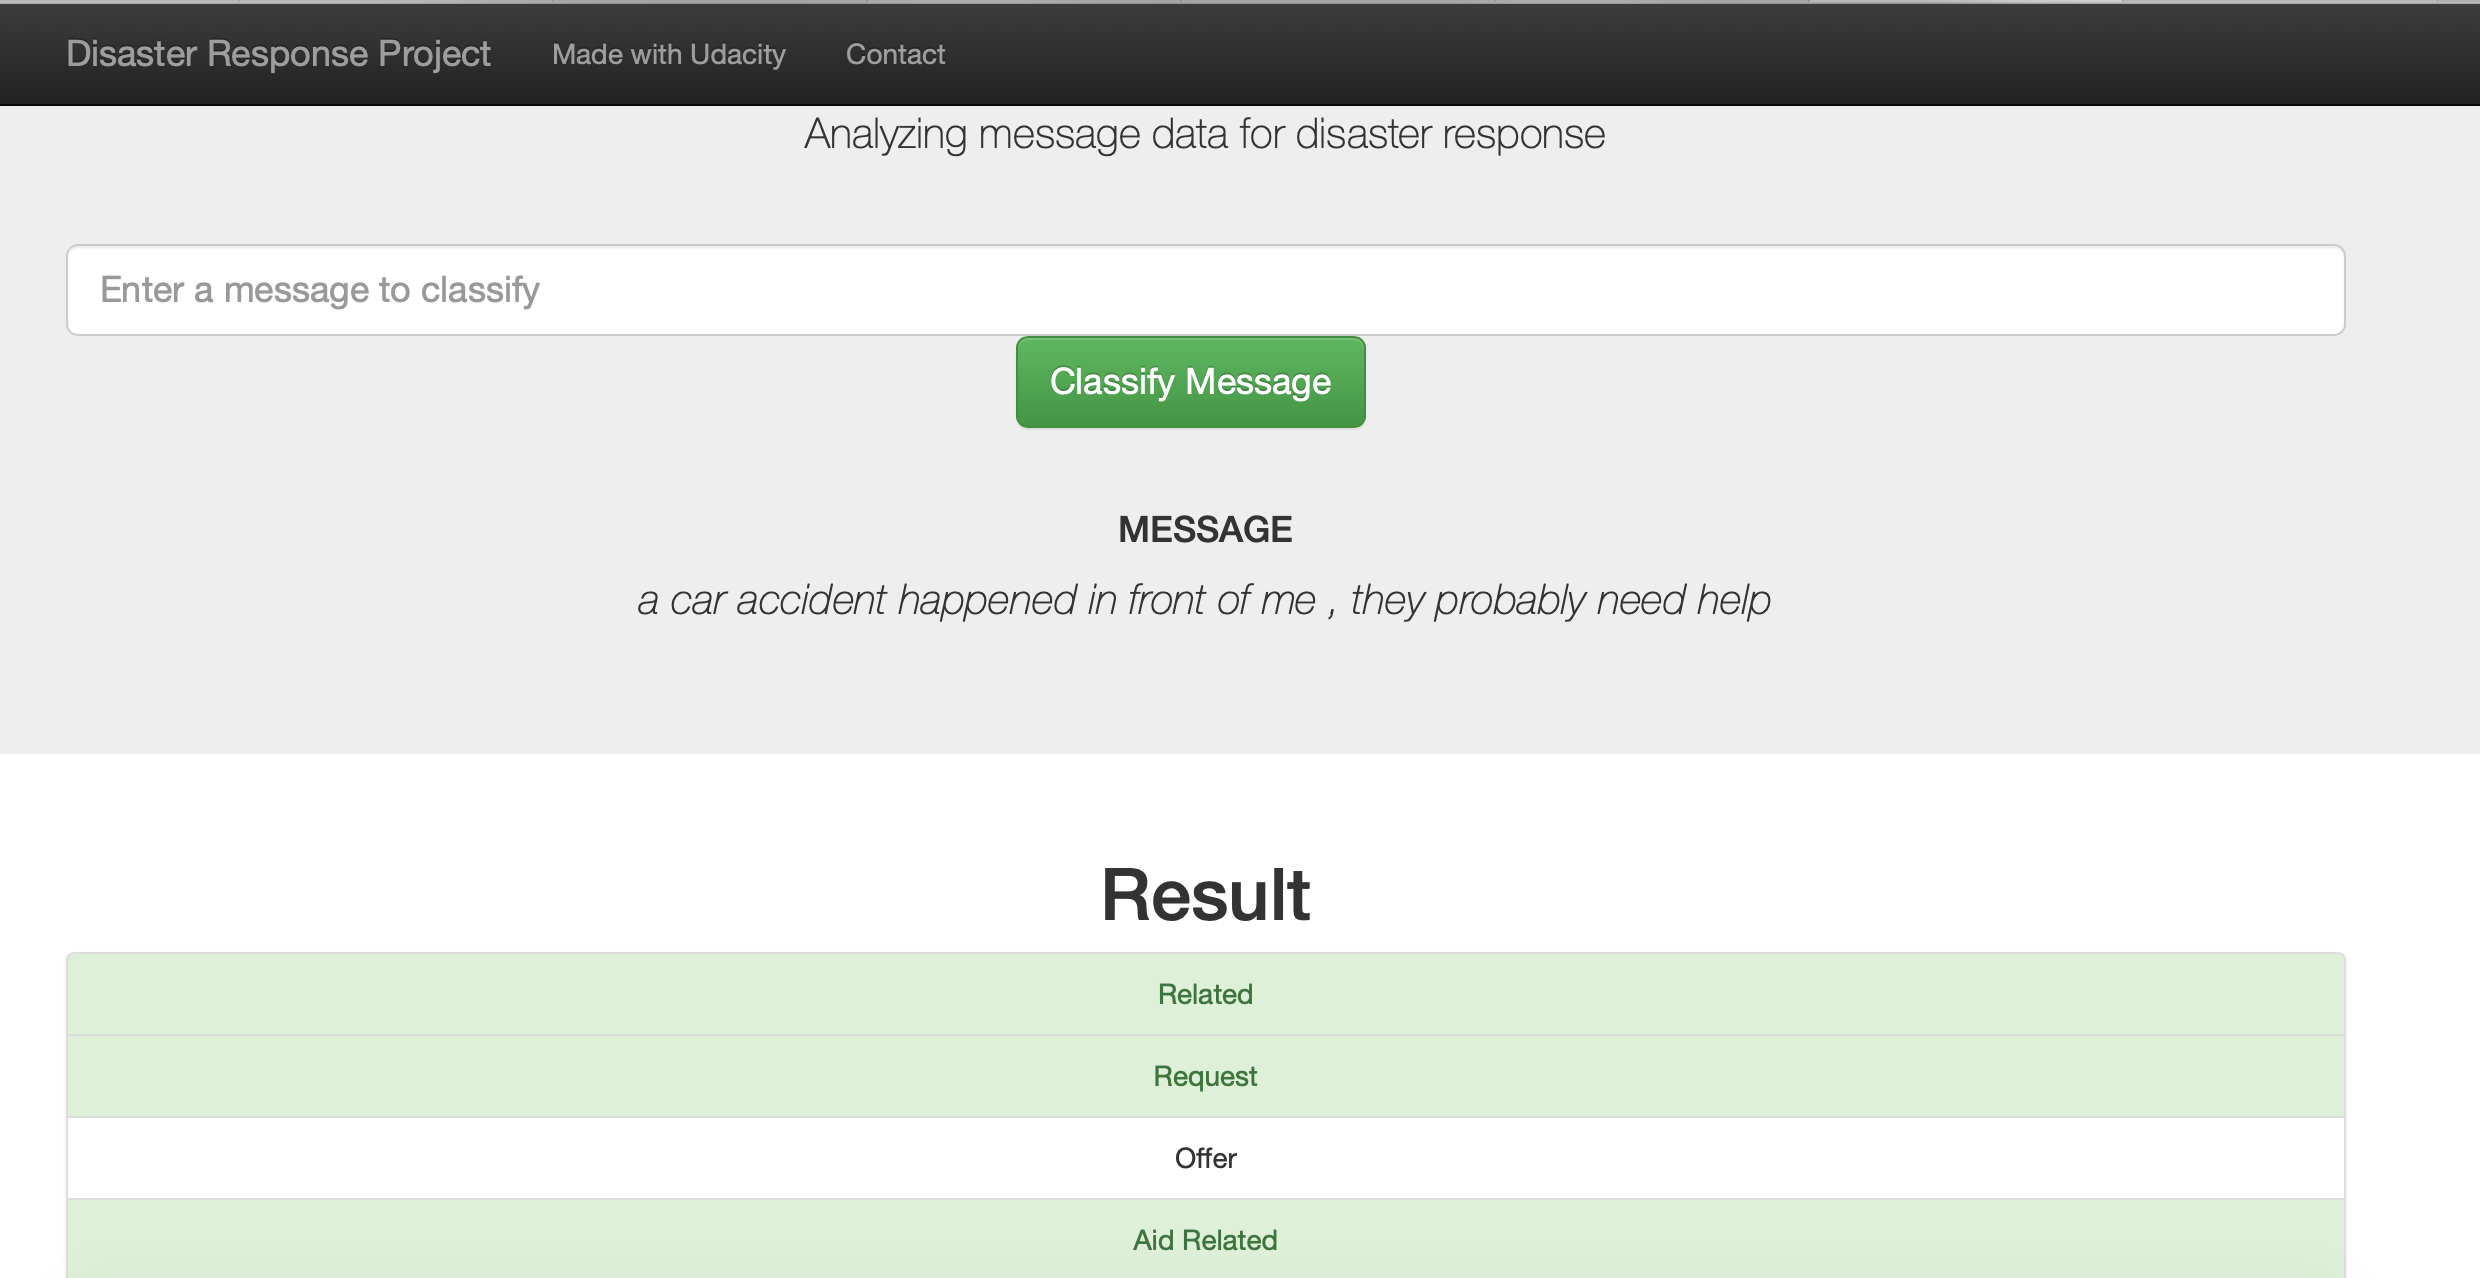 Disaster Response Project Made with Udacity Contact
Analyzing message data for disaster response
Enter a message to classify
Classify Message
MESSAGE
a car accident happened in front of me , they probably need help
Result
Related
Request
Offer
Aid Related